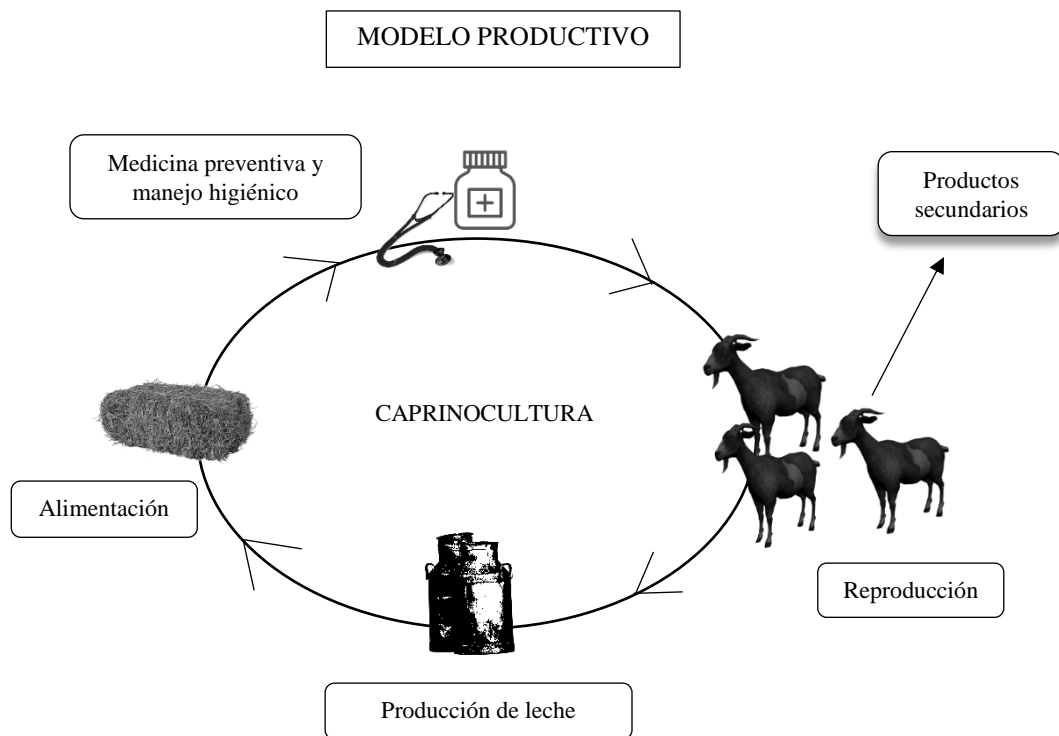 MODELO PRODUCTIVO
Medicina preventiva y
manejo higiénico
Productos
secundarios
CAPRINOCULTURA
Alimentación
Reproducción
Producción de leche